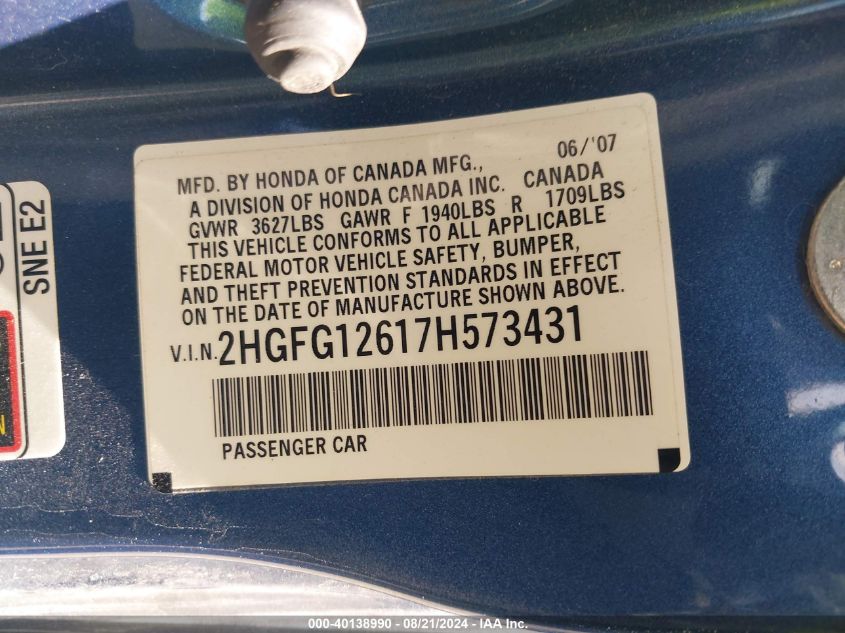 06/'07
MFD. BY HONDA OF CANADA MFG.,
A DIVISION OF HONDA CANADA INC. CANADA
GVWR 3627LBS GAWR F 1940LBS R 1709LBS
THIS VEHICLE CONFORMS TO ALL APPLICABLE
FEDERAL MOTOR VEHICLE SAFETY, BUMPER,
AND THEFT PREVENTION STANDARDS IN EFFECT
ON THE DATE OF MANUFACTURE SHOWN ABOVE.
V.I.N. 2HGFG12617H573431
PASSENGER CAR
SNE E2
000-40138990 - 08/21/2024 - IAA Inc.